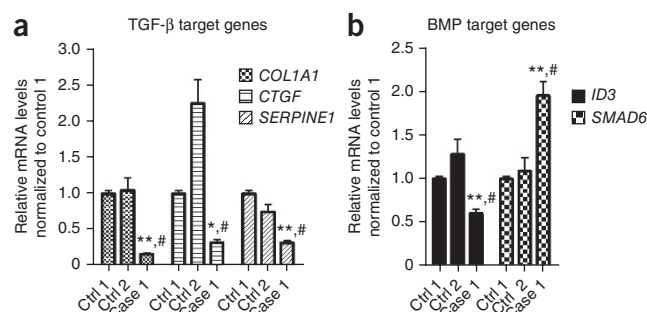 a
TGF-β target genes
Relative mRNA levels
normalized to control 1
3.0
2.5
2.0
1.5
1.0
0.5
0
COL1A1
CTGF
SERPINE1
**,#
*,#
**,#
Ctrl 1
Ctrl 2
Case 1
Ctrl 1
Ctrl 2
Case 1
Ctrl 1
Ctrl 2
Case 1
b
BMP target genes
Relative mRNA levels
normalized to control 1
2.5
2.0
1.5
1.0
0.5
0
ID3
SMAD6
**,#
**,#
Ctrl 1
Ctrl 2
Case 1
Ctrl 1
Ctrl 2
Case 1